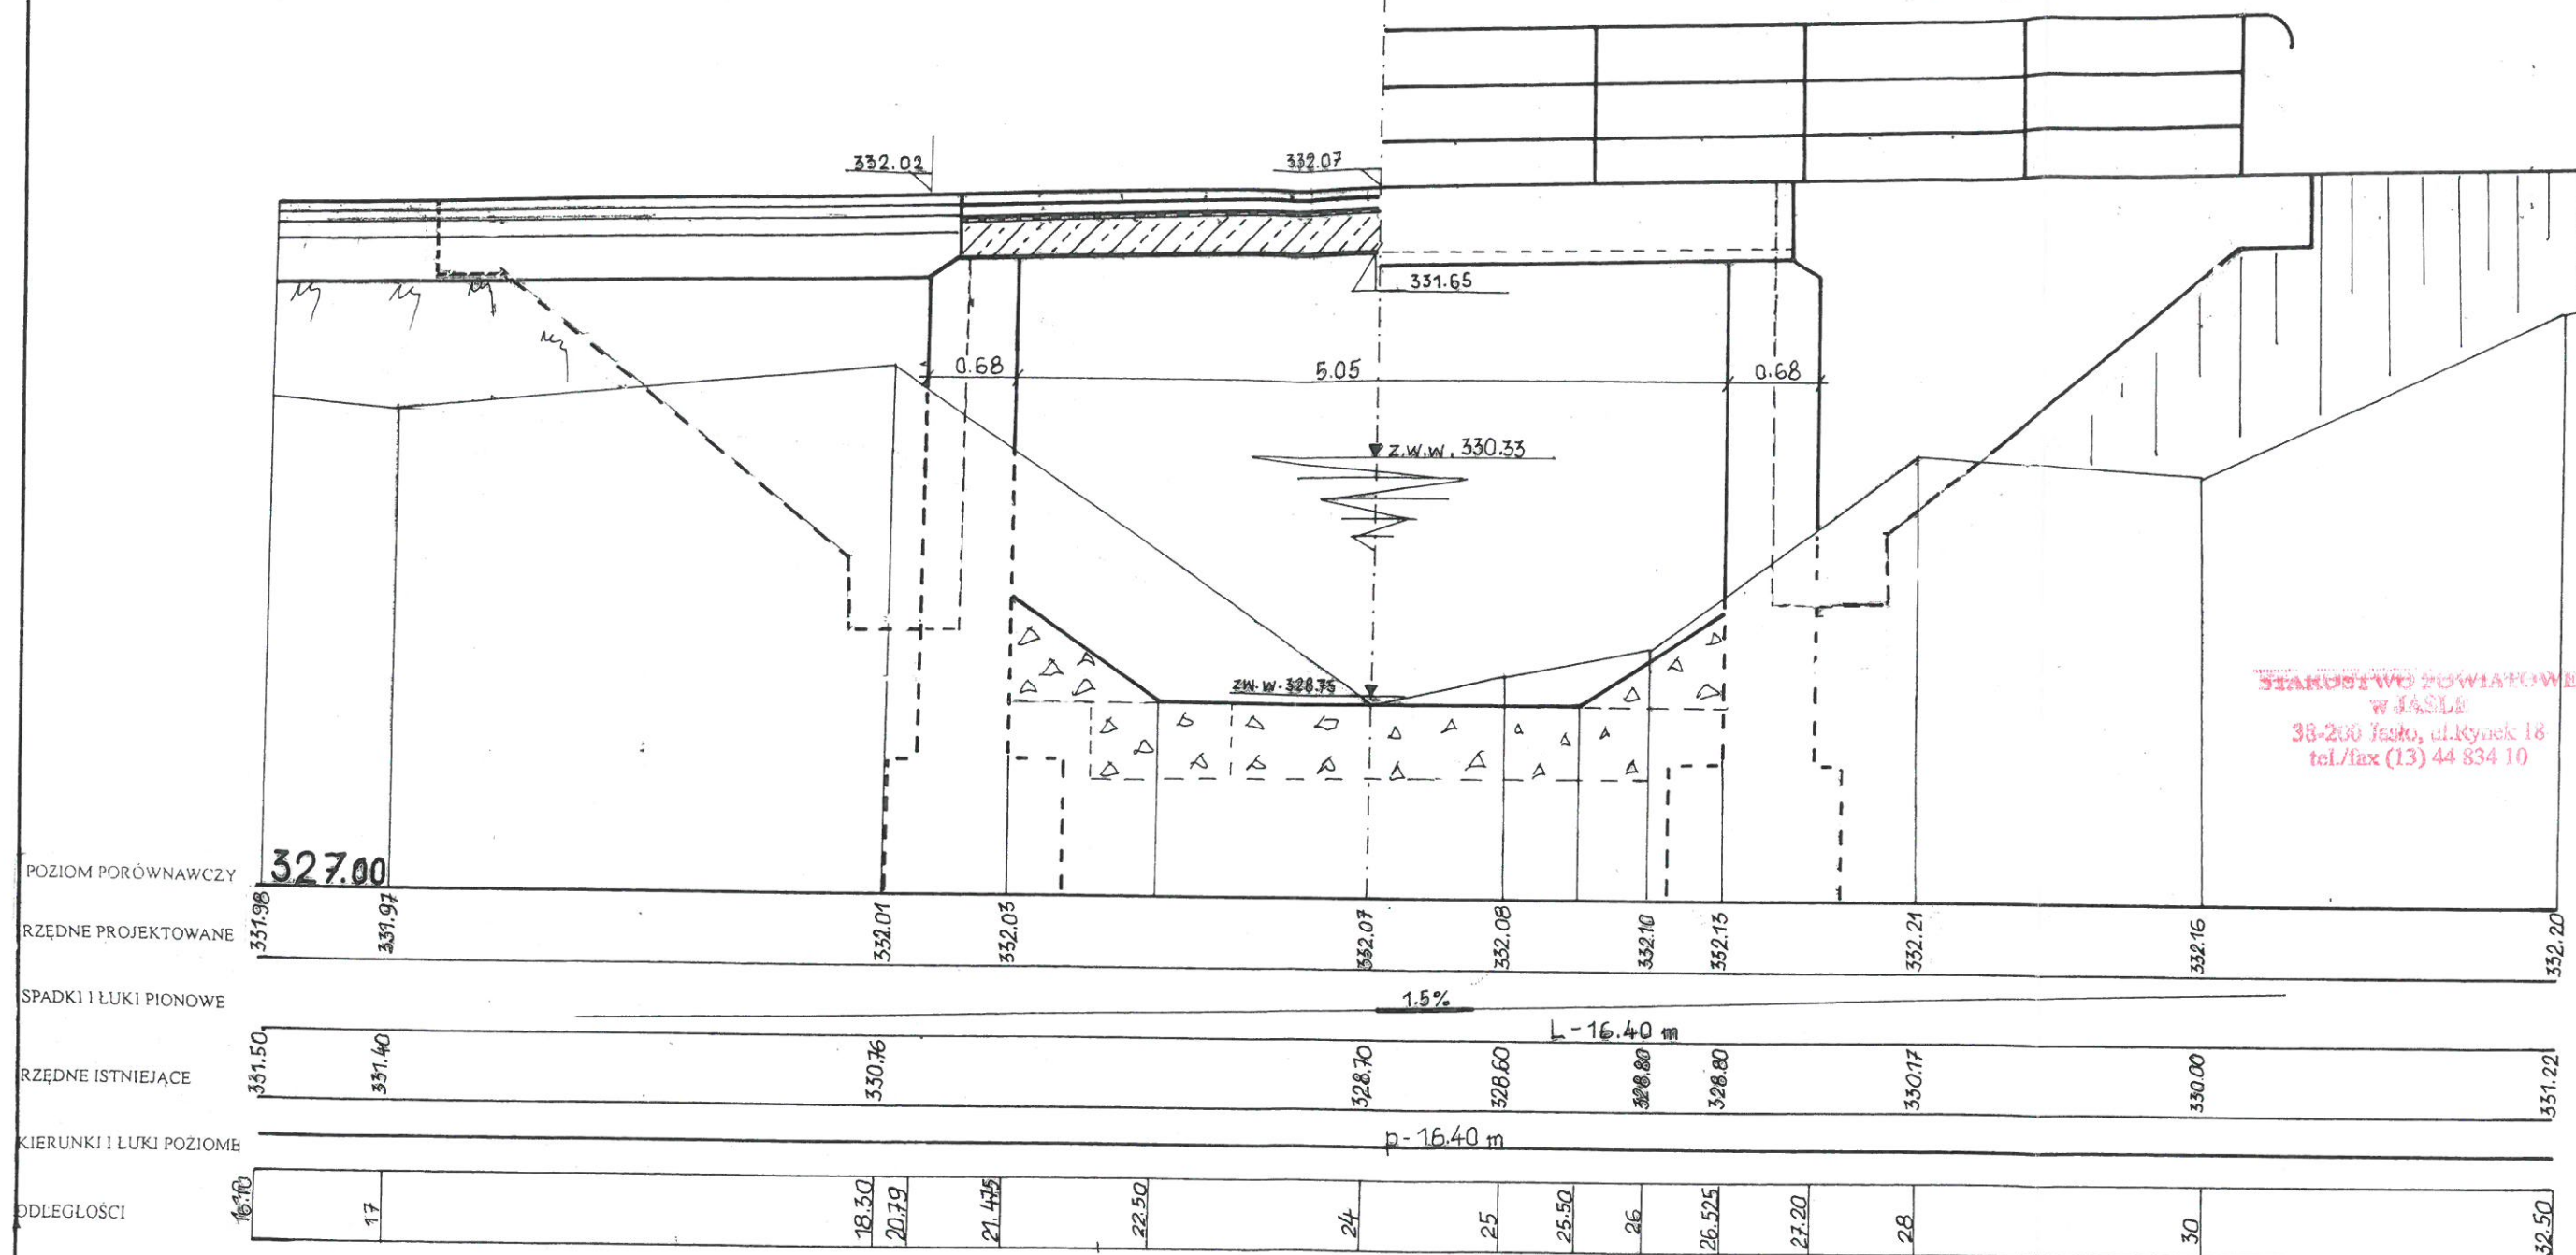 332.02
332.07
331.65
0.68
5.05
0.68
z.w.w. 330.33
zw.w. 328.75
STAROSTWO POWIATOWE
w JAŚLE
38-200 Jasło, ul.Rynek 18
tel./fax (13) 44 834 10
POZIOM PORÓWNAWCZY 327.00
RZĘDNE PROJEKTOWANE 331.98 331.97 332.01 332.03 332.07 332.08 332.10 332.13 332.21 332.16 332.20
SPADKI I ŁUKI PIONOWE 1.5%
L-16.40 m
RZĘDNE ISTNIEJĄCE 331.50 331.40 330.76 328.70 328.60 328.80 328.80 330.17 330.00 331.22
KIERUNKI I ŁUKI POZIOME p-16.40 m
ODLEGŁOŚCI 16.10 17 18.30 20.79 21.475 22.50 24 25 25.50 26 26.525 27.20 28 30 32.50